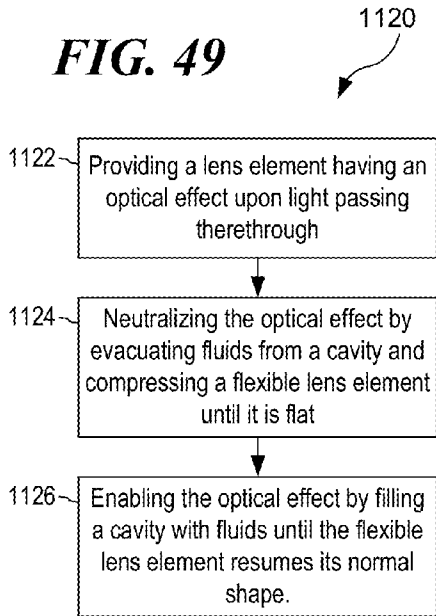 FIG. 49
1120
1122
Providing a lens element having an
optical effect upon light passing
therethrough
1124
Neutralizing the optical effect by
evacuating fluids from a cavity and
compressing a flexible lens element
until it is flat
1126
Enabling the optical effect by filling
a cavity with fluids until the flexible
lens element resumes its normal
shape.